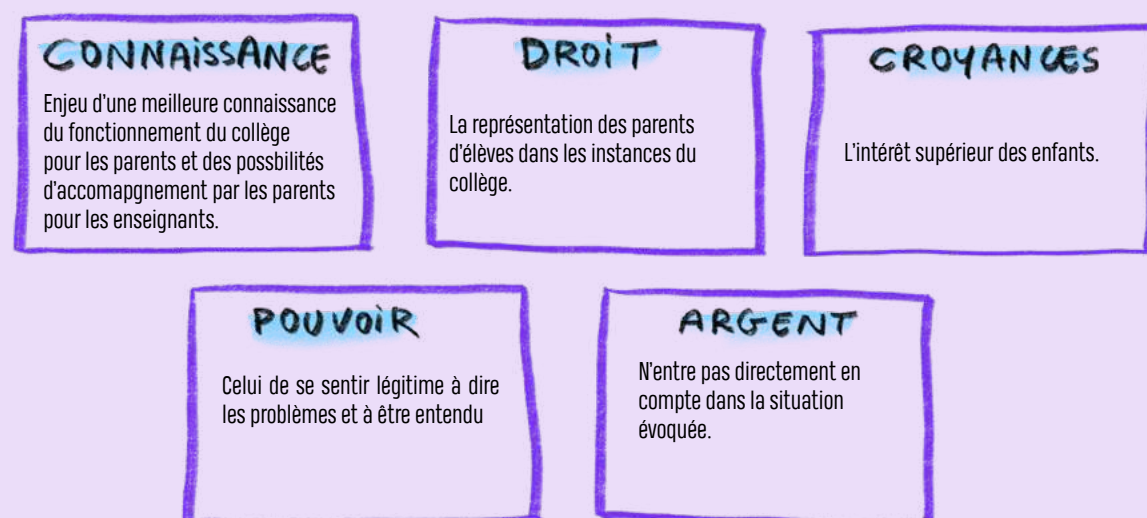 CONNAiSSANCE
Enjeu d'une meilleure connaissance
du fonctionnement du collège
pour les parents et des possbilités
d'accomapgnement par les parents
pour les enseignants.
DROiT
La représentation des parents
d'élèves dans les instances du
collège.
CROYANCES
L'intérêt supérieur des enfants.
POUVOiR
Celui de se sentir légitime à dire
les problèmes et à être entendu
ARGENT
N'entre pas directement en
compte dans la situation
évoquée.